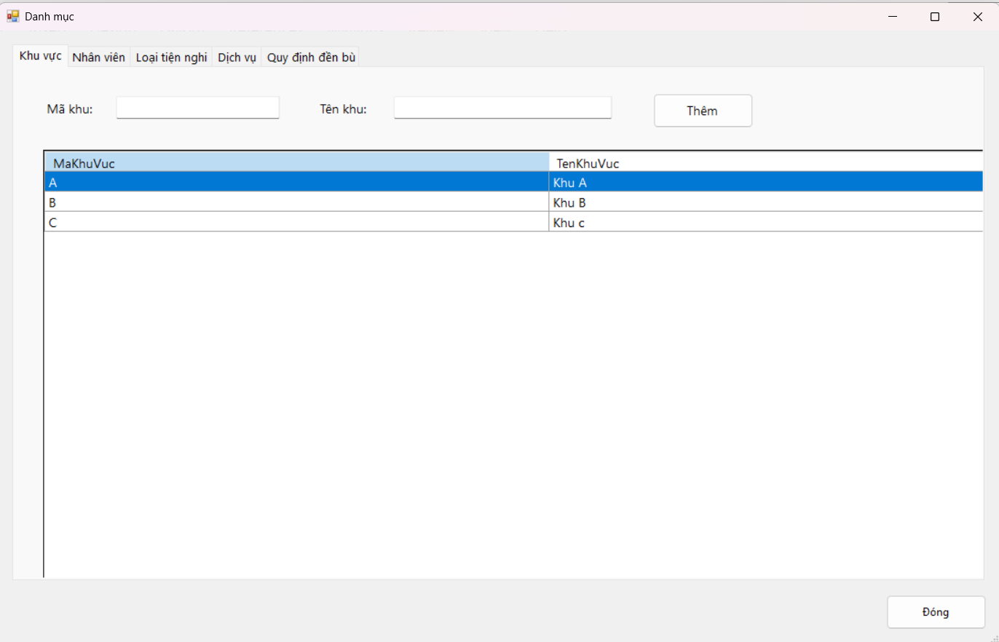 Danh mục
Khu vực Nhân viên Loại tiện nghi Dịch vụ Quy định đền bù
Mã khu: Tên khu: Thêm
MaKhuVuc TenKhuVuc
A Khu A
B Khu B
C Khu c
Đóng